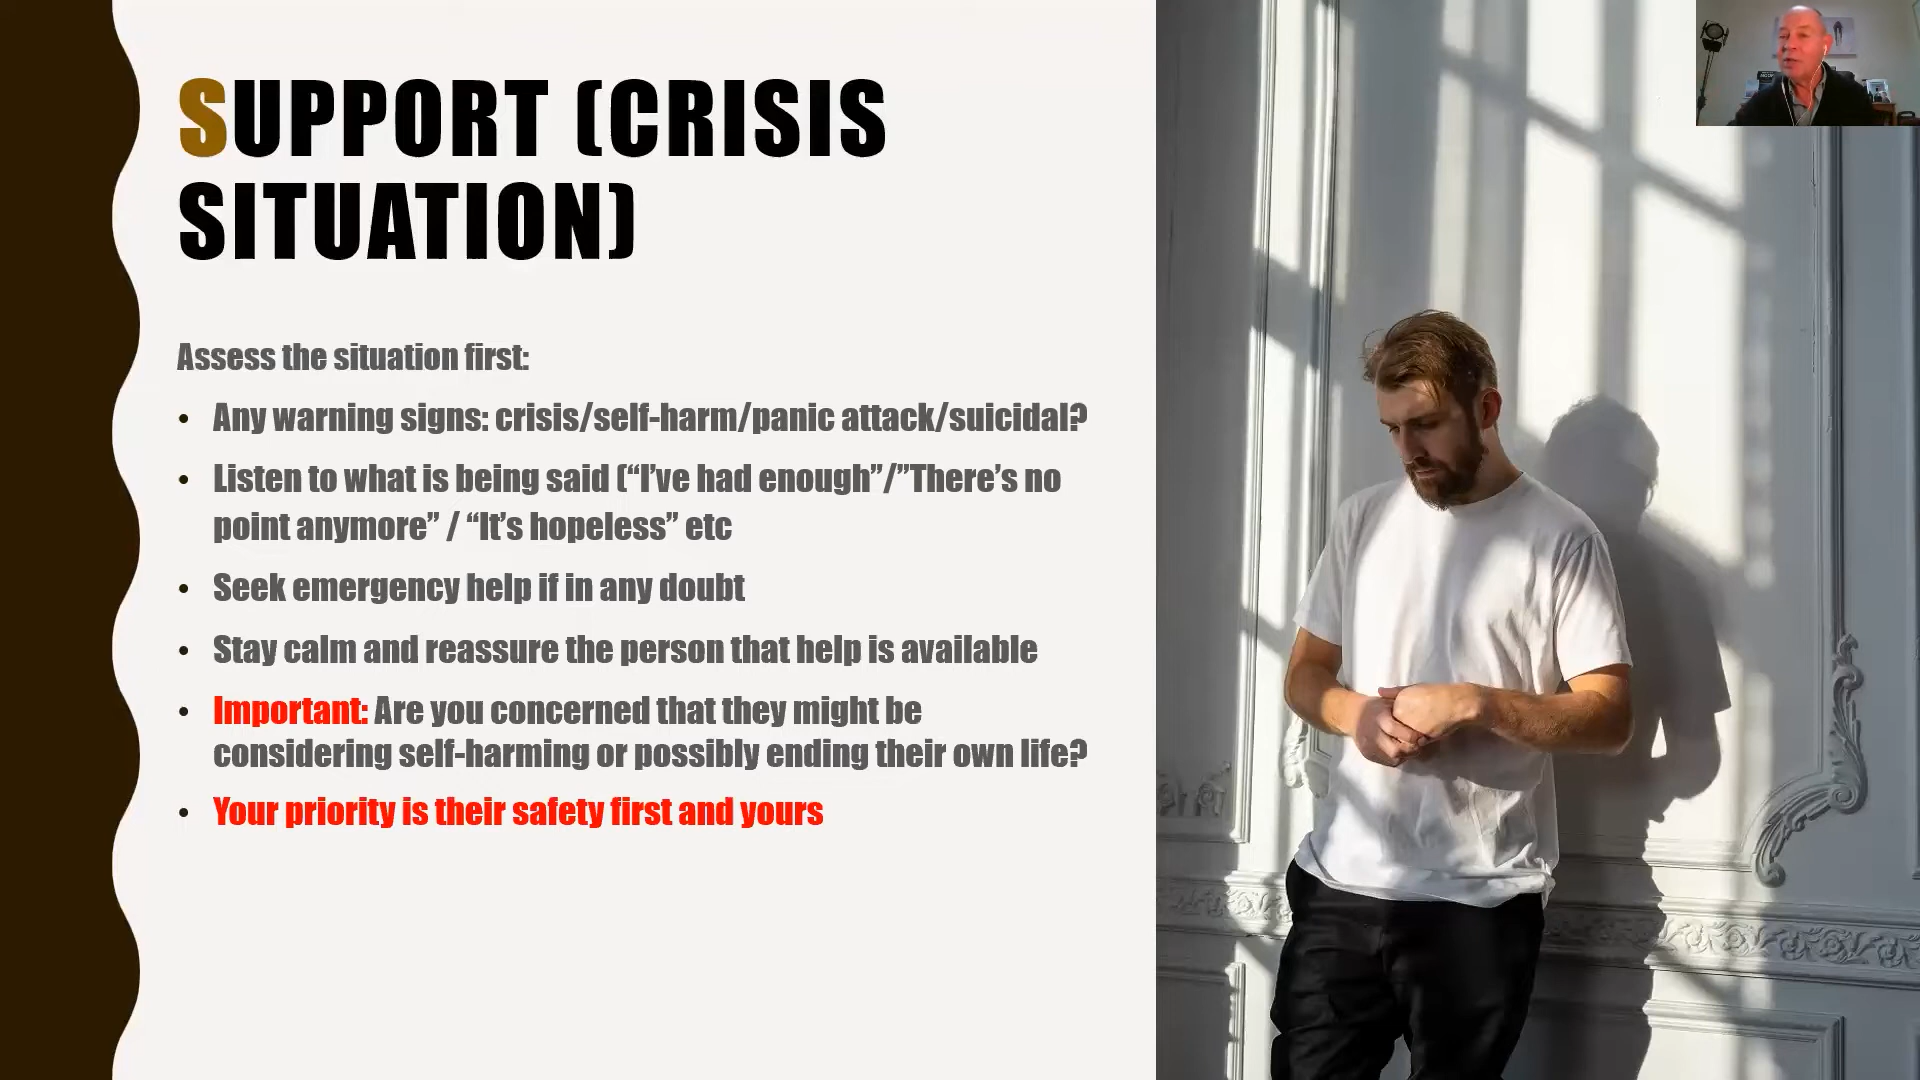 SUPPORT (CRISIS
SITUATION)
Assess the situation first:
• Any warning signs: crisis/self-harm/panic attack/suicidal?
• Listen to what is being said (“I’ve had enough”/”There’s no
point anymore” / “It’s hopeless” etc
• Seek emergency help if in any doubt
• Stay calm and reassure the person that help is available
• Important: Are you concerned that they might be
considering self-harming or possibly ending their own life?
• Your priority is their safety first and yours